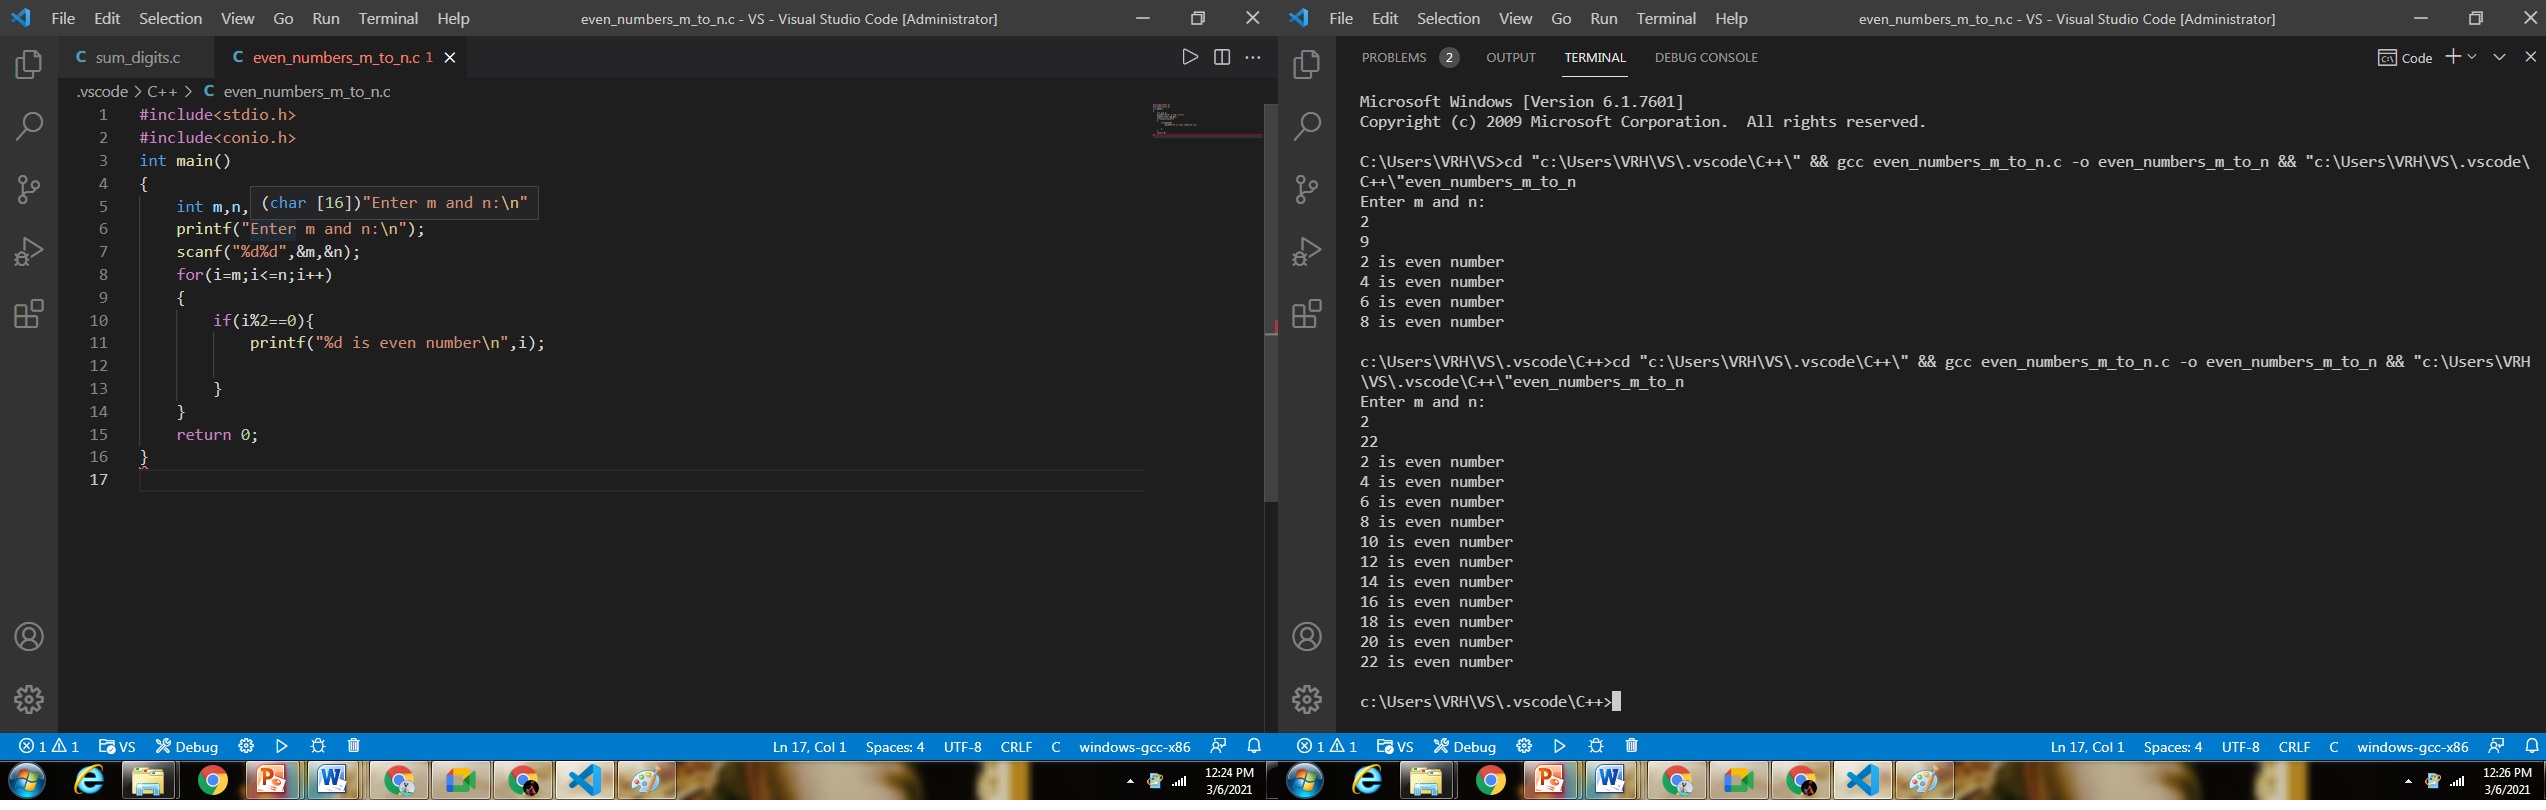 File Edit Selection View Go Run Terminal Help even_numbers_m_to_n.c - VS - Visual Studio Code [Administrator]
sum_digits.c even_numbers_m_to_n.c 1
.vscode > C++ > C even_numbers_m_to_n.c
1 #include<stdio.h>
2 #include<conio.h>
3 int main()
4 {
(char [16])"Enter m and n:\n"
5 int m,n,
6 printf("Enter m and n:\n");
7 scanf("%d%d",&m,&n);
8 for(i=m;i<=n;i++)
9 {
10 if(i%2==0){
11 printf("%d is even number\n",i);
12
13 }
14 }
15 return 0;
16 }
17
1 1 VS Debug Ln 17, Col 1 Spaces: 4 UTF-8 CRLF C windows-gcc-x86
12:24 PM
3/6/2021
File Edit Selection View Go Run Terminal Help even_numbers_m_to_n.c - VS - Visual Studio Code [Administrator]
PROBLEMS 2 OUTPUT TERMINAL DEBUG CONSOLE Code
Microsoft Windows [Version 6.1.7601]
Copyright (c) 2009 Microsoft Corporation. All rights reserved.
C:\Users\VRH\VS>cd "c:\Users\VRH\VS\.vscode\C++\" && gcc even_numbers_m_to_n.c -o even_numbers_m_to_n && "c:\Users\VRH\VS\.vscode\
C++\"even_numbers_m_to_n
Enter m and n:
2
9
2 is even number
4 is even number
6 is even number
8 is even number
c:\Users\VRH\VS\.vscode\C++>cd "c:\Users\VRH\VS\.vscode\C++\" && gcc even_numbers_m_to_n.c -o even_numbers_m_to_n && "c:\Users\VRH
\VS\.vscode\C++\"even_numbers_m_to_n
Enter m and n:
2
22
2 is even number
4 is even number
6 is even number
8 is even number
10 is even number
12 is even number
14 is even number
16 is even number
18 is even number
20 is even number
22 is even number
c:\Users\VRH\VS\.vscode\C++>
1 1 VS Debug Ln 17, Col 1 Spaces: 4 UTF-8 CRLF C windows-gcc-x86
12:26 PM
3/6/2021